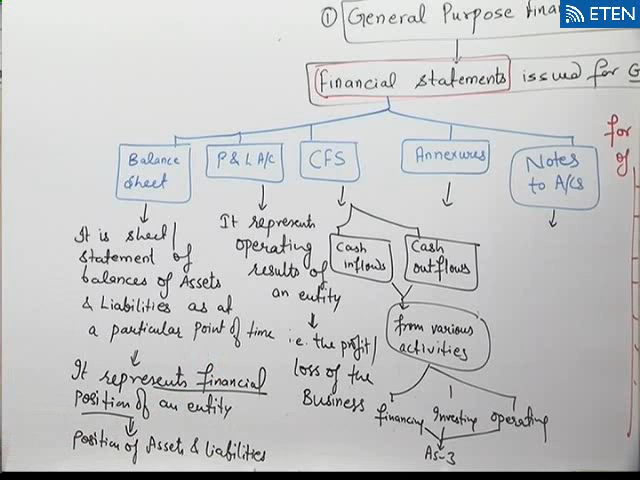 ① General Purpose Finan
ETEN
Financial Statements issued for G
for
of
Balance
Sheet
P & L A/C
CFS
Annexures
Notes
to A/Cs
It is sheet/
statement of
balances of Assets
& Liabilities as at
a particular point of time
It represents financial
position of an entity
Position of Assets & liabilities
It represents
operating
results of
an entity
i.e. the profit/
loss of the
Business
Cash
inflows
Cash
outflows
from various
activities
financing Investing operating
As-3